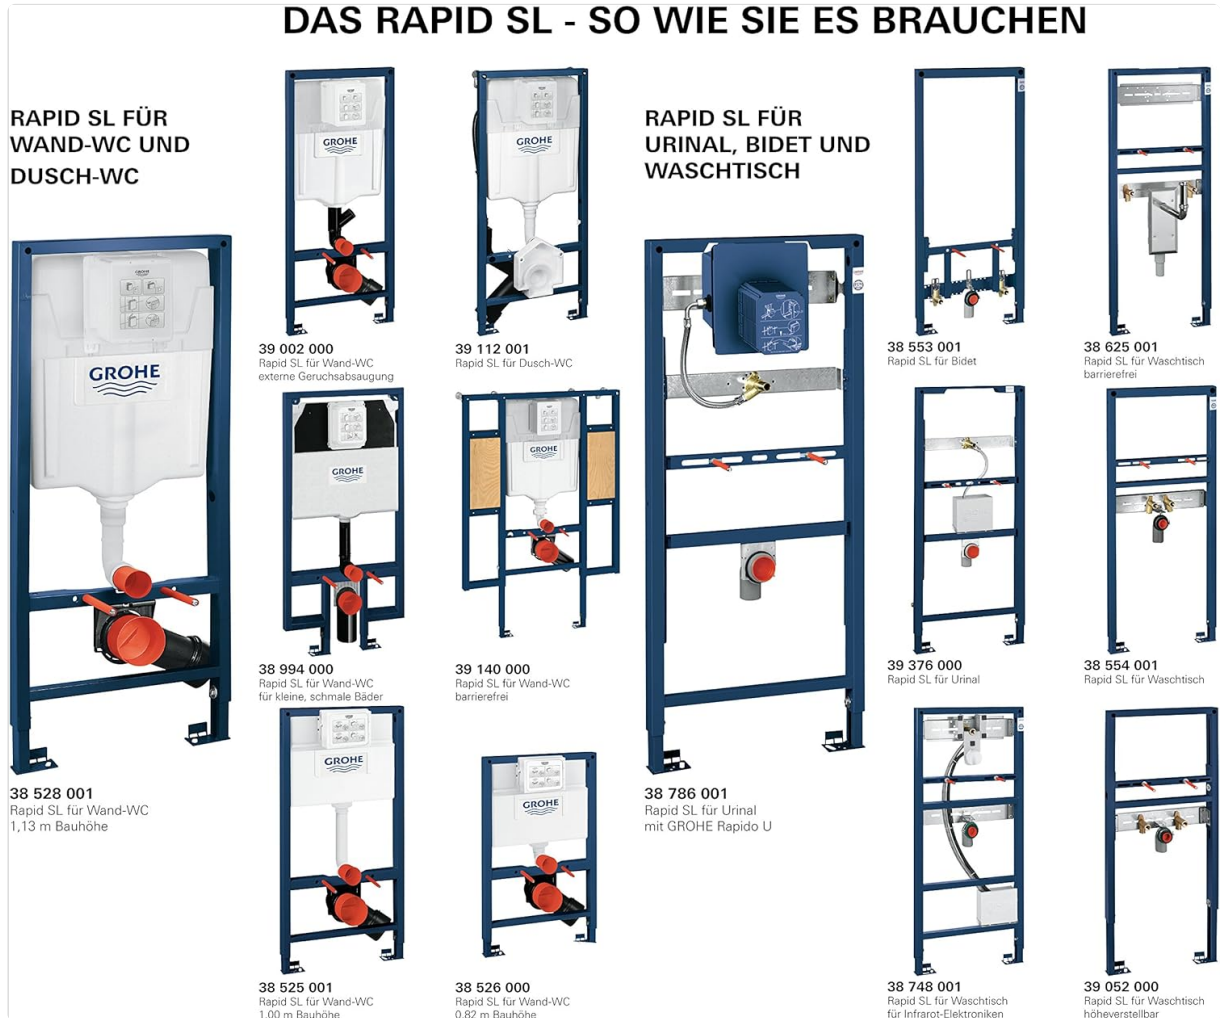 DAS RAPID SL - SO WIE SIE ES BRAUCHEN
RAPID SL FÜR
WAND-WC UND
DUSCH-WC
GROHE
GROHE
38 528 001
Rapid SL für Wand-WC
1,13 m Bauhöhe
GROHE
39 002 000
Rapid SL für Wand-WC
externe Geruchsabsaugung
GROHE
39 112 001
Rapid SL für Dusch-WC
GROHE
38 994 000
Rapid SL für Wand-WC
für kleine, schmale Bäder
GROHE
39 140 000
Rapid SL für Wand-WC
barrierefrei
GROHE
38 525 001
Rapid SL für Wand-WC
1,00 m Bauhöhe
GROHE
38 526 000
Rapid SL für Wand-WC
0,82 m Bauhöhe
RAPID SL FÜR
URINAL, BIDET UND
WASCHTISCH
38 786 001
Rapid SL für Urinal
mit GROHE Rapido U
38 553 001
Rapid SL für Bidet
38 625 001
Rapid SL für Waschtisch
barrierefrei
39 376 000
Rapid SL für Urinal
38 554 001
Rapid SL für Waschtisch
38 748 001
Rapid SL für Waschtisch
für Infrarot-Elektroniken
39 052 000
Rapid SL für Waschtisch
höheverstellbar